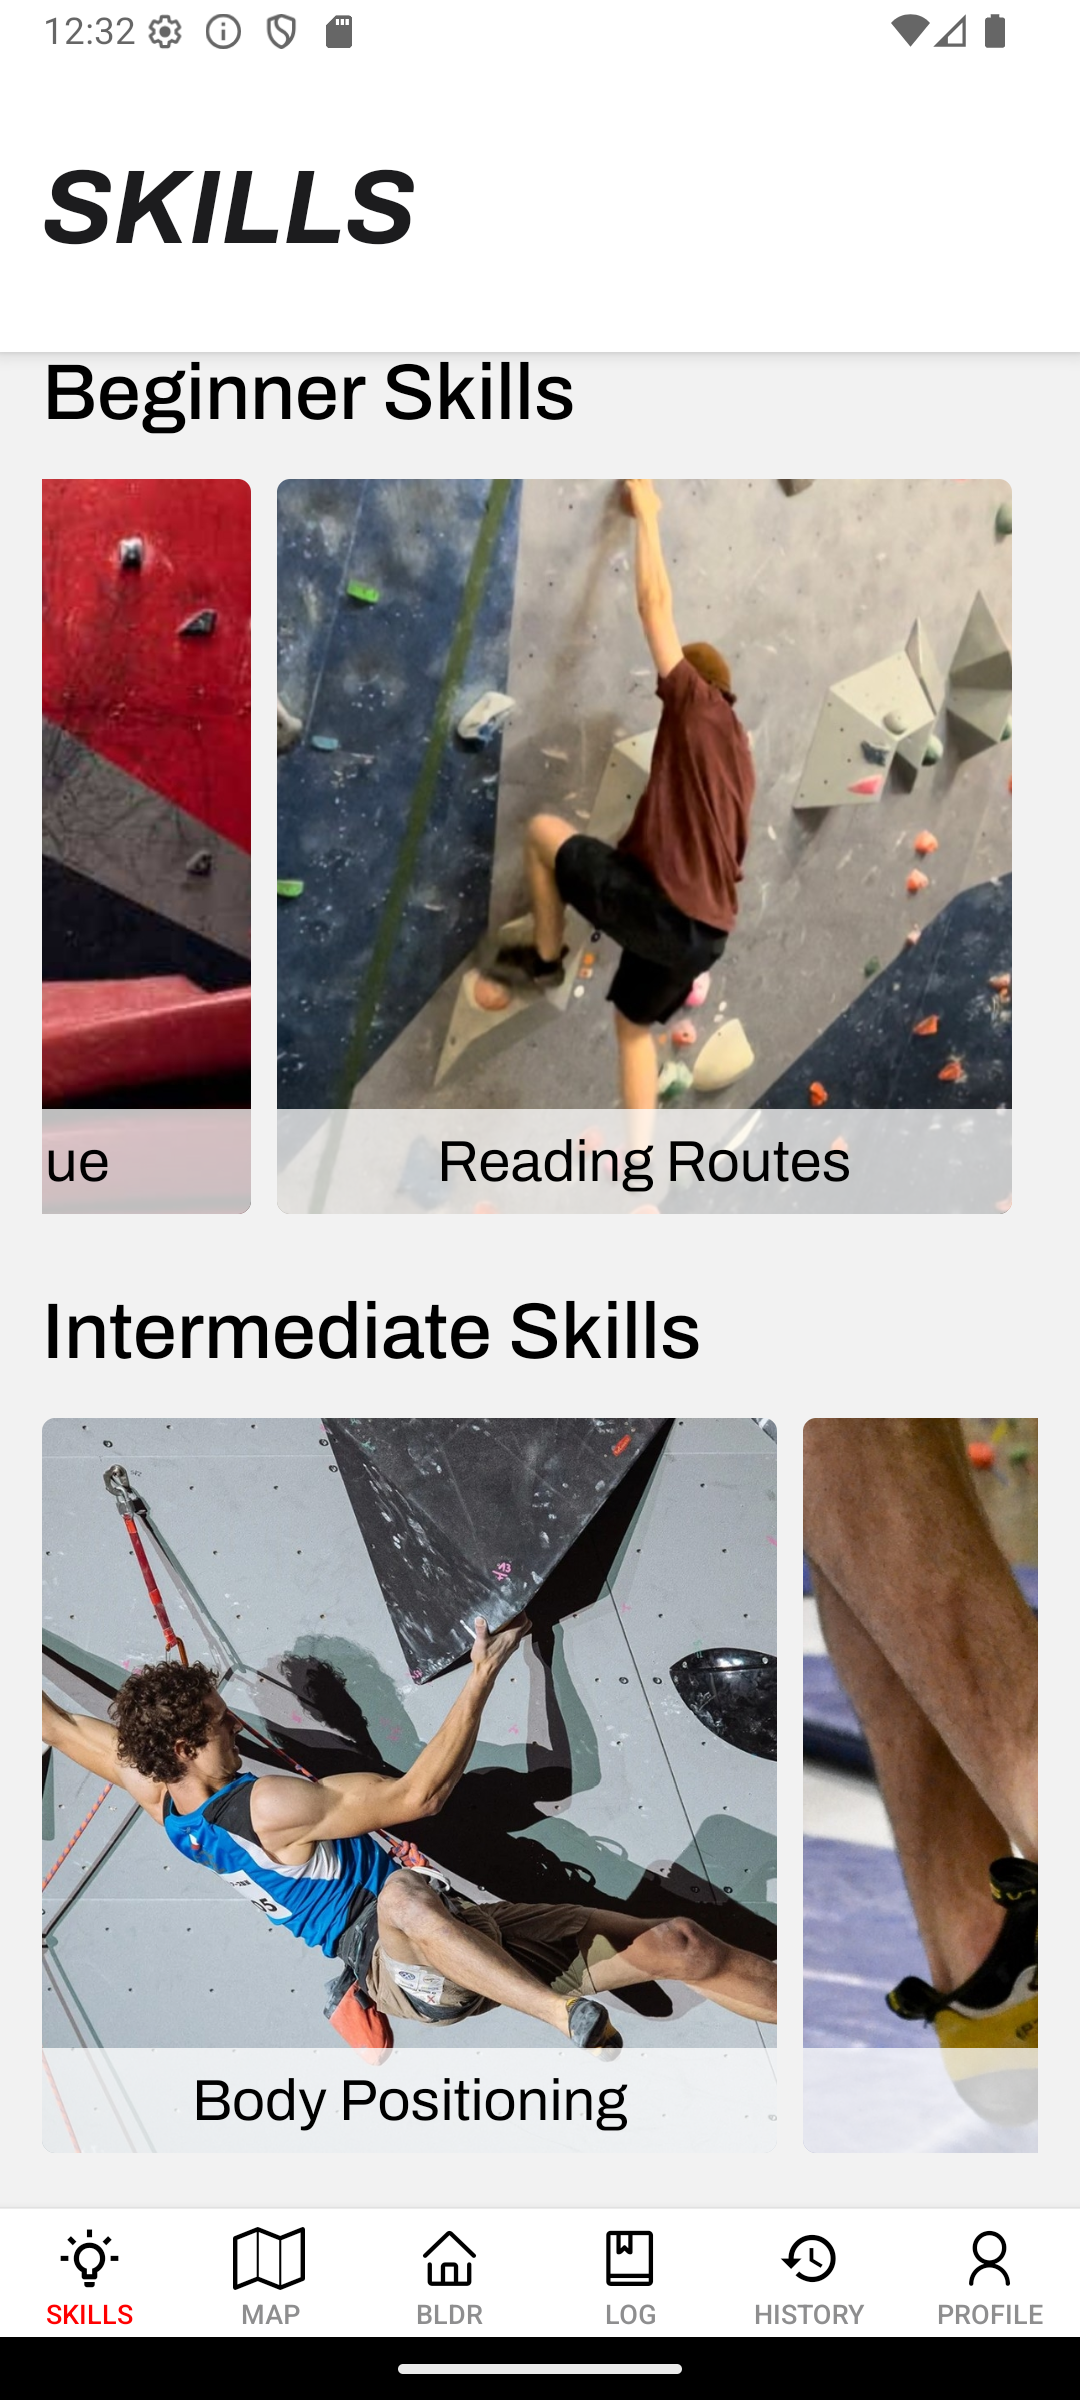 12:32
SKILLS
Beginner Skills
ue
Reading Routes
Intermediate Skills
Body Positioning
SKILLS
MAP
BLDR
LOG
HISTORY
PROFILE